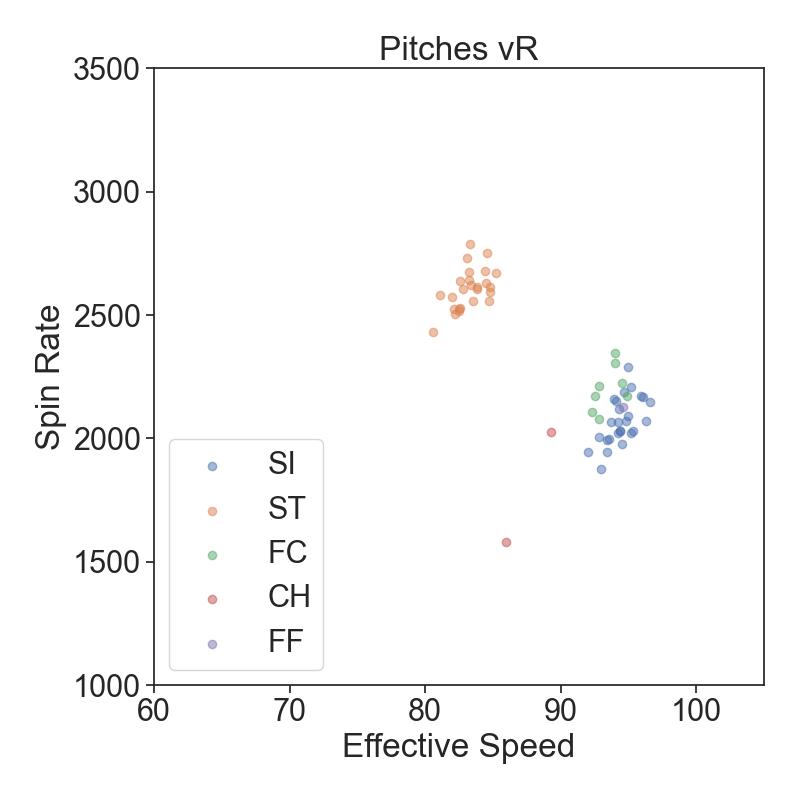 Pitches vR
3500
3000
2500
2000
1500
1000
Spin Rate
SI
ST
FC
CH
FF
60 70 80 90 100
Effective Speed